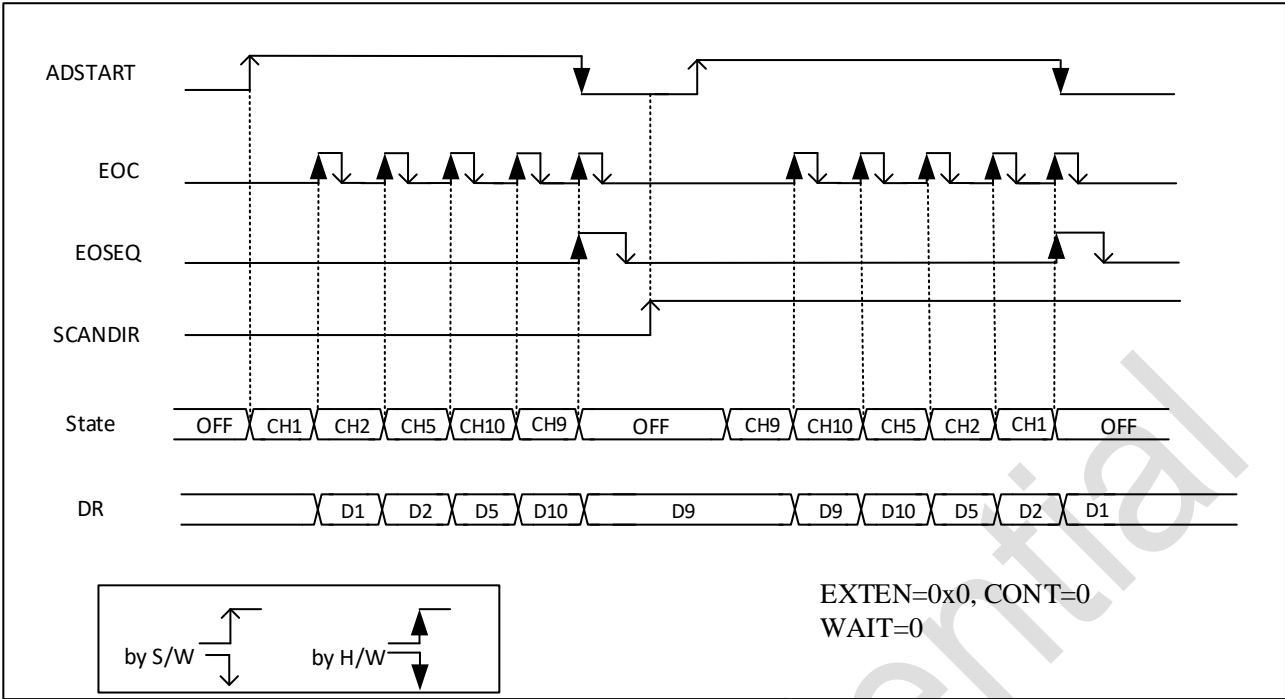 ADSTART
EOC
EOSEQ
SCANDIR
State OFF CH1 CH2 CH5 CH10 CH9 OFF CH9 CH10 CH5 CH2 CH1 OFF
DR D1 D2 D5 D10 D9 D9 D10 D5 D2 D1
by S/W by H/W
EXTEN=0x0, CONT=0
WAIT=0
ential